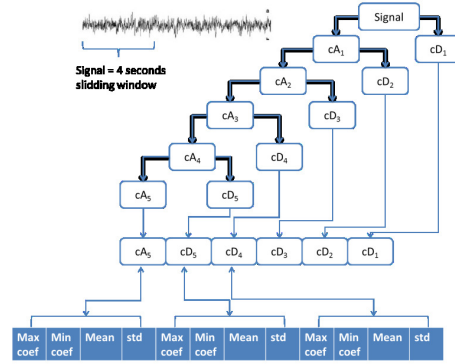 Signal
cA1
cD1
Signal = 4 seconds
slidding window
cA2
cD2
cA3
cD3
cA4
cD4
cA5
cD5
cA5 cD5 cD4 cD3 cD2 cD1
Max Min Mean std Max Min Mean std Max Min Mean std
coef coef coef coef coef coef